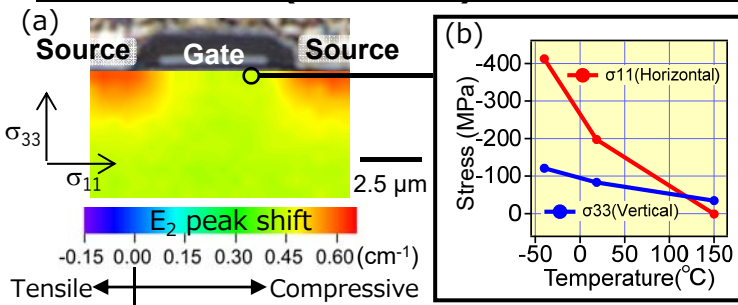 (a)
Source
Gate
Source
σ33
σ11
2.5 μm
E2 peak shift
-0.15 0.00 0.15 0.30 0.45 0.60 (cm-1)
Tensile
Compressive
(b)
Stress (MPa)
-400
-300
-200
-100
0
σ11(Horizontal)
σ33(Vertical)
-50 0 50 100 150
Temperature(°C)